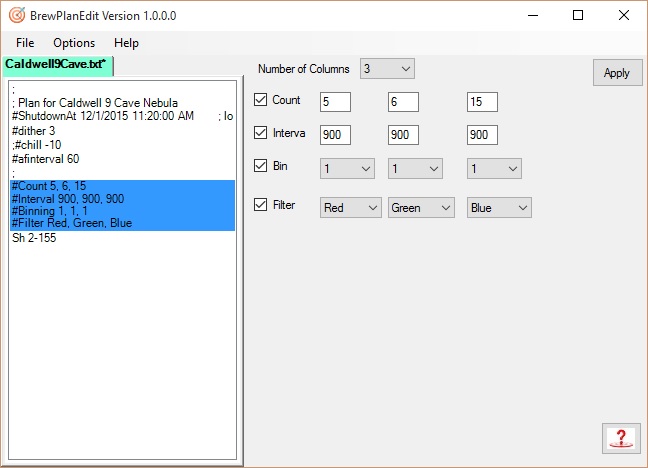 BrewPlanEdit Version 1.0.0.0
File Options Help
Caldwell9Cave.txt*
;
; Plan for Caldwell 9 Cave Nebula
#ShutdownAt 12/1/2015 11:20:00 AM ; lo
#dither 3
;#chill -10
#afinterval 60
;
#Count 5, 6, 15
#Interval 900, 900, 900
#Binning 1, 1, 1
#Filter Red, Green, Blue
Sh 2-155
Number of Columns 3
Apply
Count 5 6 15
Interva 900 900 900
Bin 1 1 1
Filter Red Green Blue
?